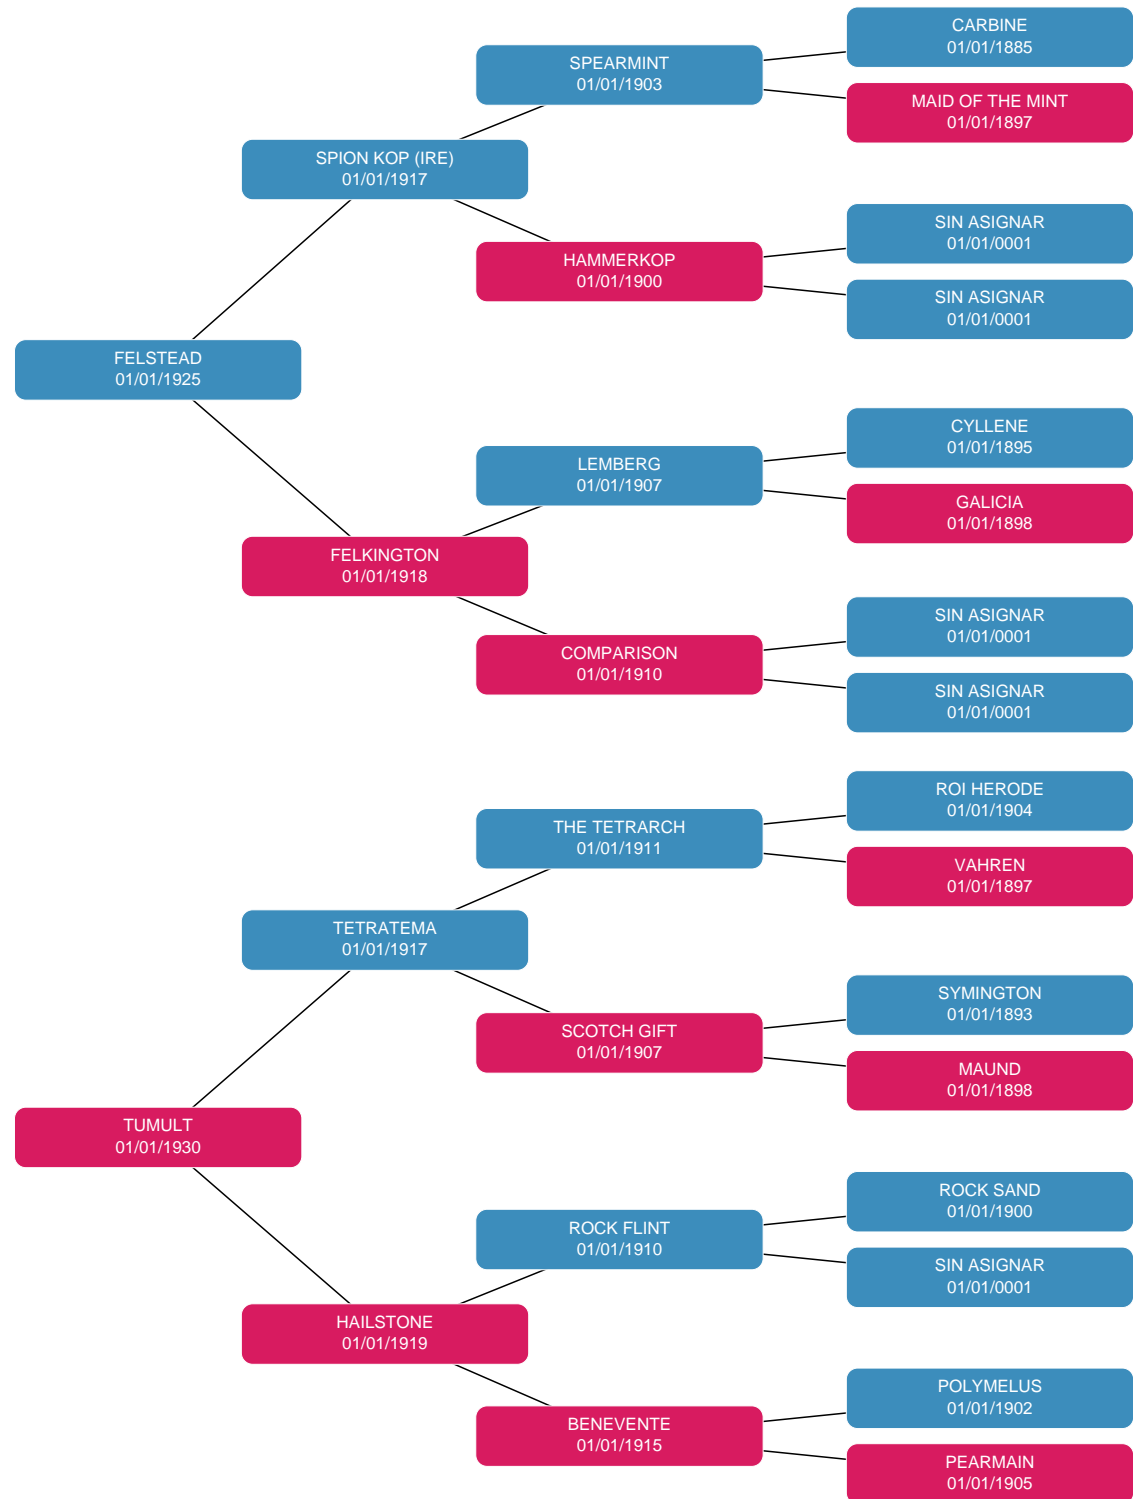 CARBINE
01/01/1885
SPEARMINT
01/01/1903
MAID OF THE MINT
01/01/1897
SPION KOP (IRE)
01/01/1917
SIN ASIGNAR
01/01/0001
HAMMERKOP
01/01/1900
SIN ASIGNAR
01/01/0001
FELSTEAD
01/01/1925
CYLLENE
01/01/1895
LEMBERG
01/01/1907
GALICIA
01/01/1898
FELKINGTON
01/01/1918
SIN ASIGNAR
01/01/0001
COMPARISON
01/01/1910
SIN ASIGNAR
01/01/0001
ROI HERODE
01/01/1904
THE TETRARCH
01/01/1911
VAHREN
01/01/1897
TETRATEMA
01/01/1917
SYMINGTON
01/01/1893
SCOTCH GIFT
01/01/1907
MAUND
01/01/1898
TUMULT
01/01/1930
ROCK SAND
01/01/1900
ROCK FLINT
01/01/1910
SIN ASIGNAR
01/01/0001
HAILSTONE
01/01/1919
POLYMELUS
01/01/1902
BENEVENTE
01/01/1915
PEARMAIN
01/01/1905